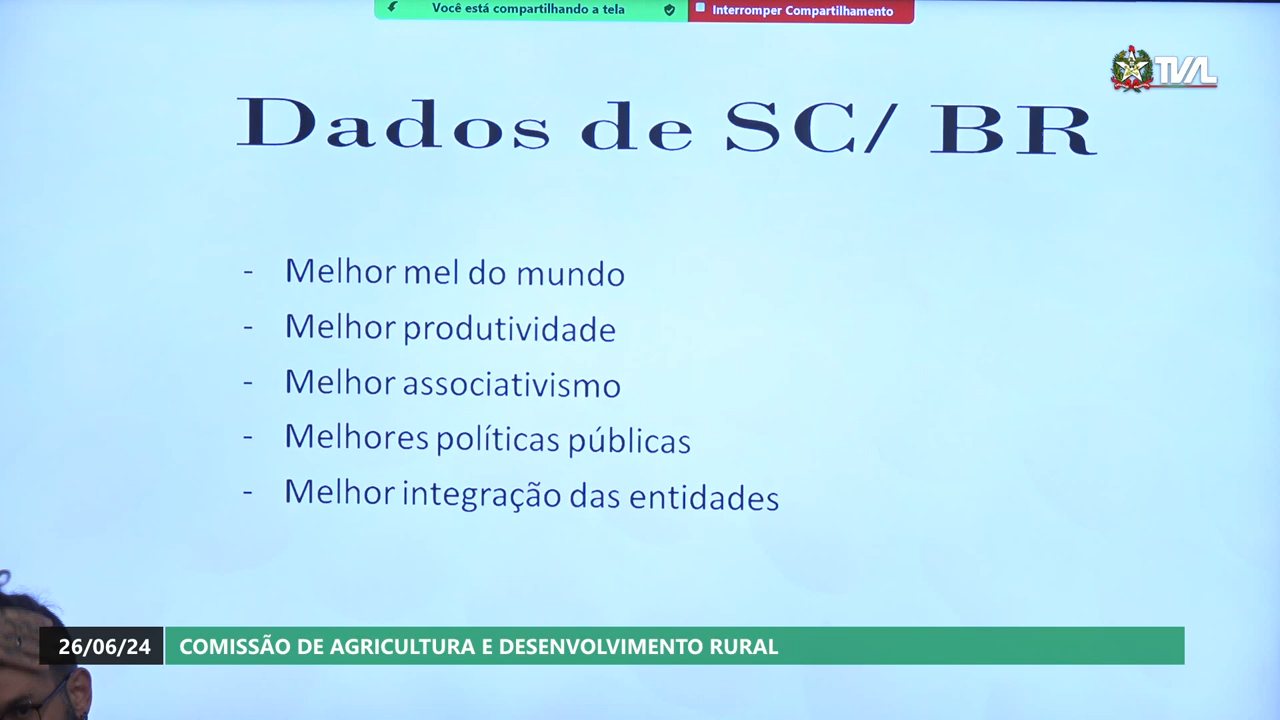 Você está compartilhando a tela
Interromper Compartilhamento
TVAL
Dados de SC/ BR
- Melhor mel do mundo
- Melhor produtividade
- Melhor associativismo
- Melhores políticas públicas
- Melhor integração das entidades
26/06/24
COMISSÃO DE AGRICULTURA E DESENVOLVIMENTO RURAL